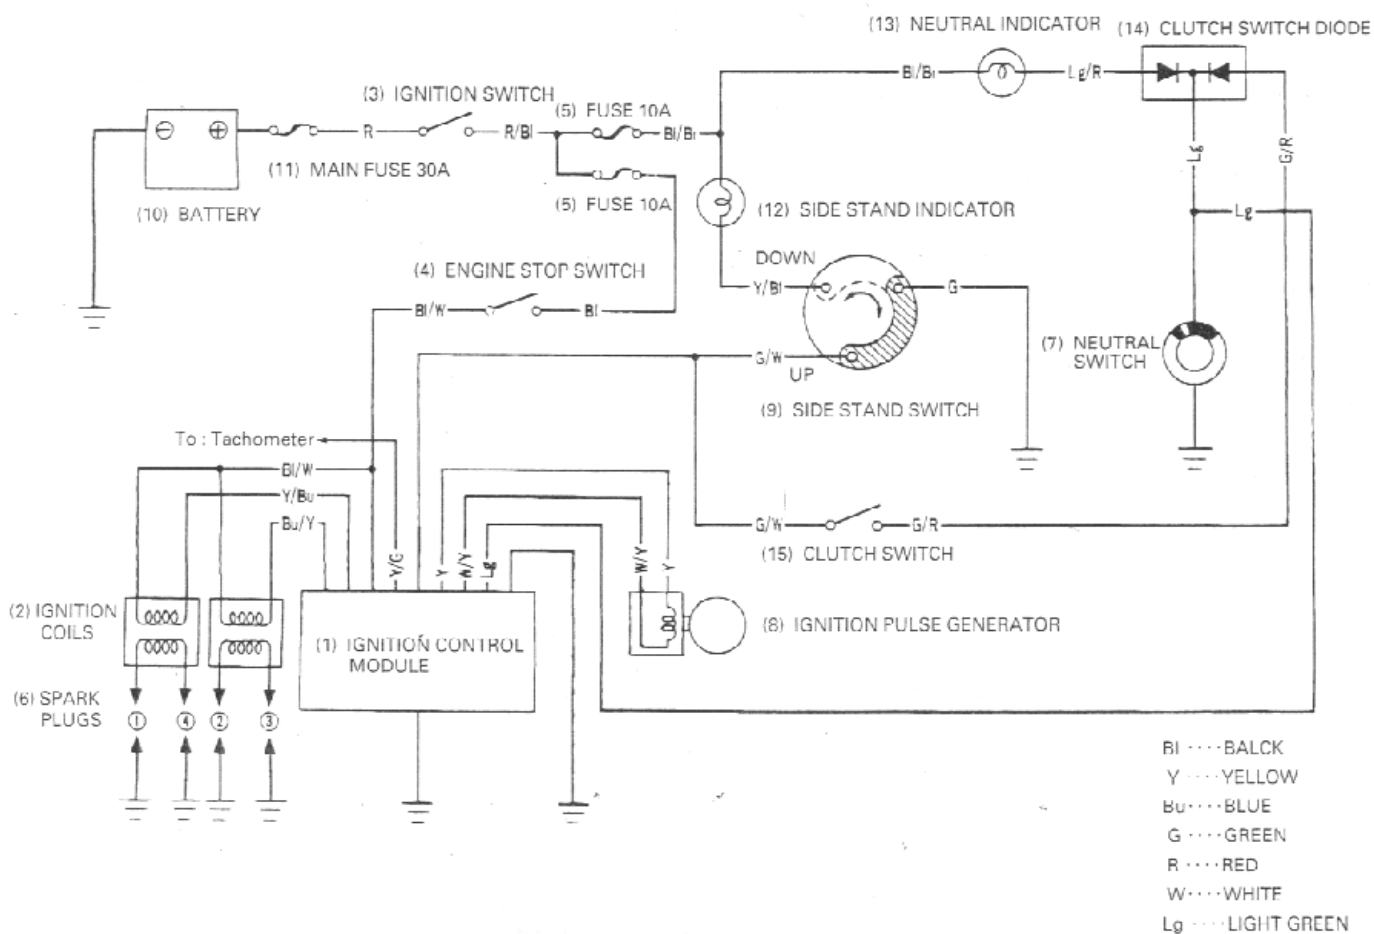 (13) NEUTRAL INDICATOR
(14) CLUTCH SWITCH DIODE
Bl/Br
Lg/R
(3) IGNITION SWITCH
(5) FUSE 10A
R
R/Bl
Bl/Br
(11) MAIN FUSE 30A
(10) BATTERY
(5) FUSE 10A
Lg
G/R
(12) SIDE STAND INDICATOR
Lg
(4) ENGINE STOP SWITCH
DOWN
Bl/W
Bl
Y/Bl
G
(7) NEUTRAL
SWITCH
G/W
UP
(9) SIDE STAND SWITCH
To : Tachometer
Bl/W
Y/Bu
Bu/Y
G/W
G/R
(15) CLUTCH SWITCH
Y/G
Y
W/Y
Lg
W/Y
Y
(2) IGNITION
COILS
(1) IGNITION CONTROL
MODULE
(8) IGNITION PULSE GENERATOR
(6) SPARK
PLUGS
① ④ ② ③
Bl ····BALCK
Y ····YELLOW
Bu····BLUE
G ····GREEN
R ····RED
W····WHITE
Lg ····LIGHT GREEN